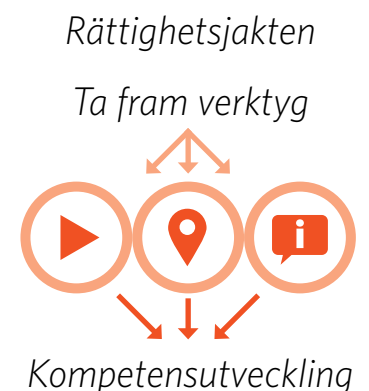 Rättighetsjakten
Ta fram verktyg
i
Kompetensutveckling